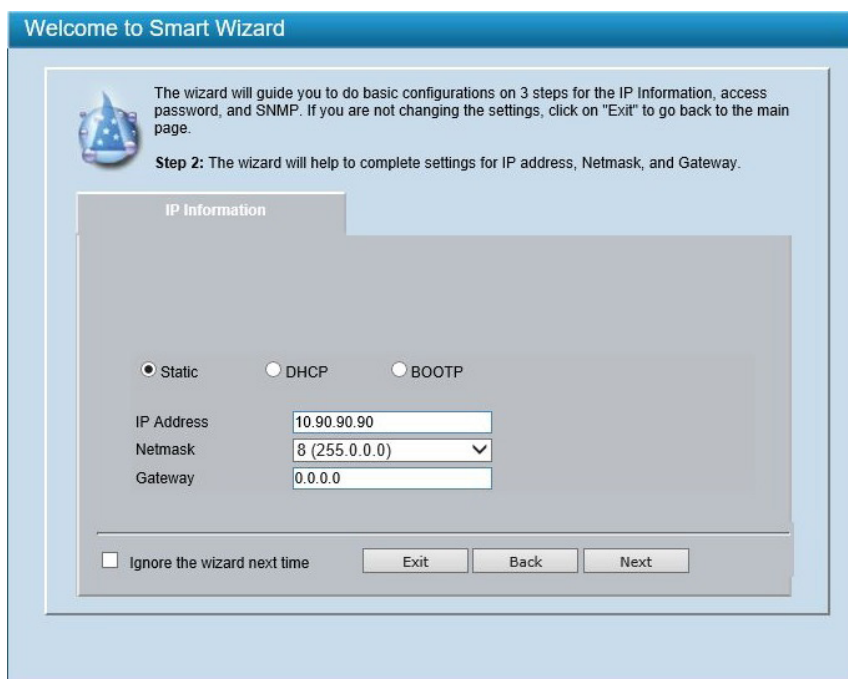 Welcome to Smart Wizard
The wizard will guide you to do basic configurations on 3 steps for the IP Information, access
password, and SNMP. If you are not changing the settings, click on "Exit" to go back to the main
page.
Step 2: The wizard will help to complete settings for IP address, Netmask, and Gateway.
IP Information
Static DHCP BOOTP
IP Address 10.90.90.90
Netmask 8 (255.0.0.0)
Gateway 0.0.0.0
Ignore the wizard next time Exit Back Next